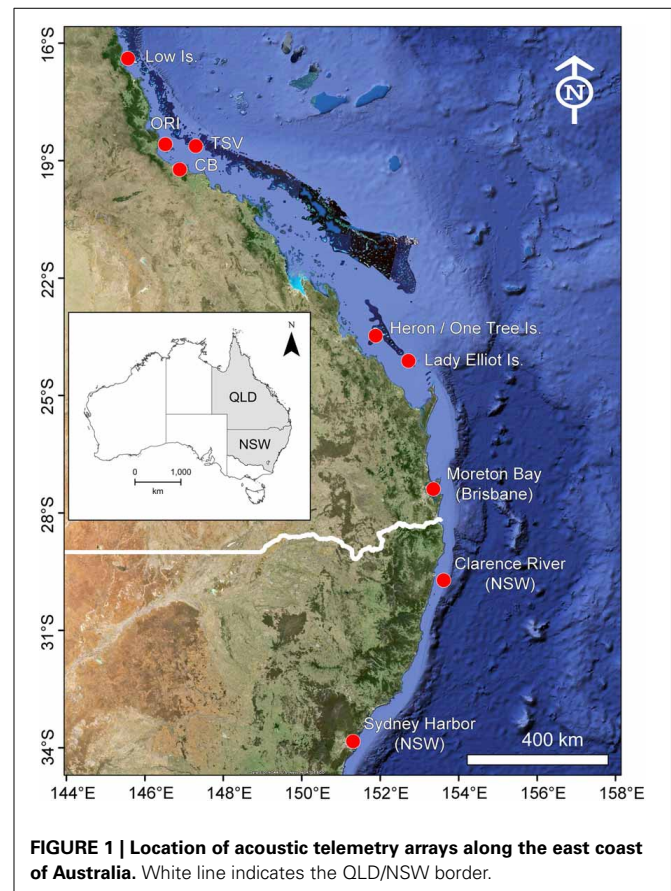 16°S
Low Is.
N
ORI
TSV
19°S
CB
22°S
Heron / One Tree Is.
Lady Elliot Is.
25°S
N
QLD
NSW
0 1,000
km
Moreton Bay
(Brisbane)
28°S
Clarence River
(NSW)
31°S
Sydney Harbor
(NSW)
34°S
400 km
144°E 146°E 150°E 152°E 154°E 156°E 158°E
FIGURE 1 | Location of acoustic telemetry arrays along the east coast
of Australia. White line indicates the QLD/NSW border.